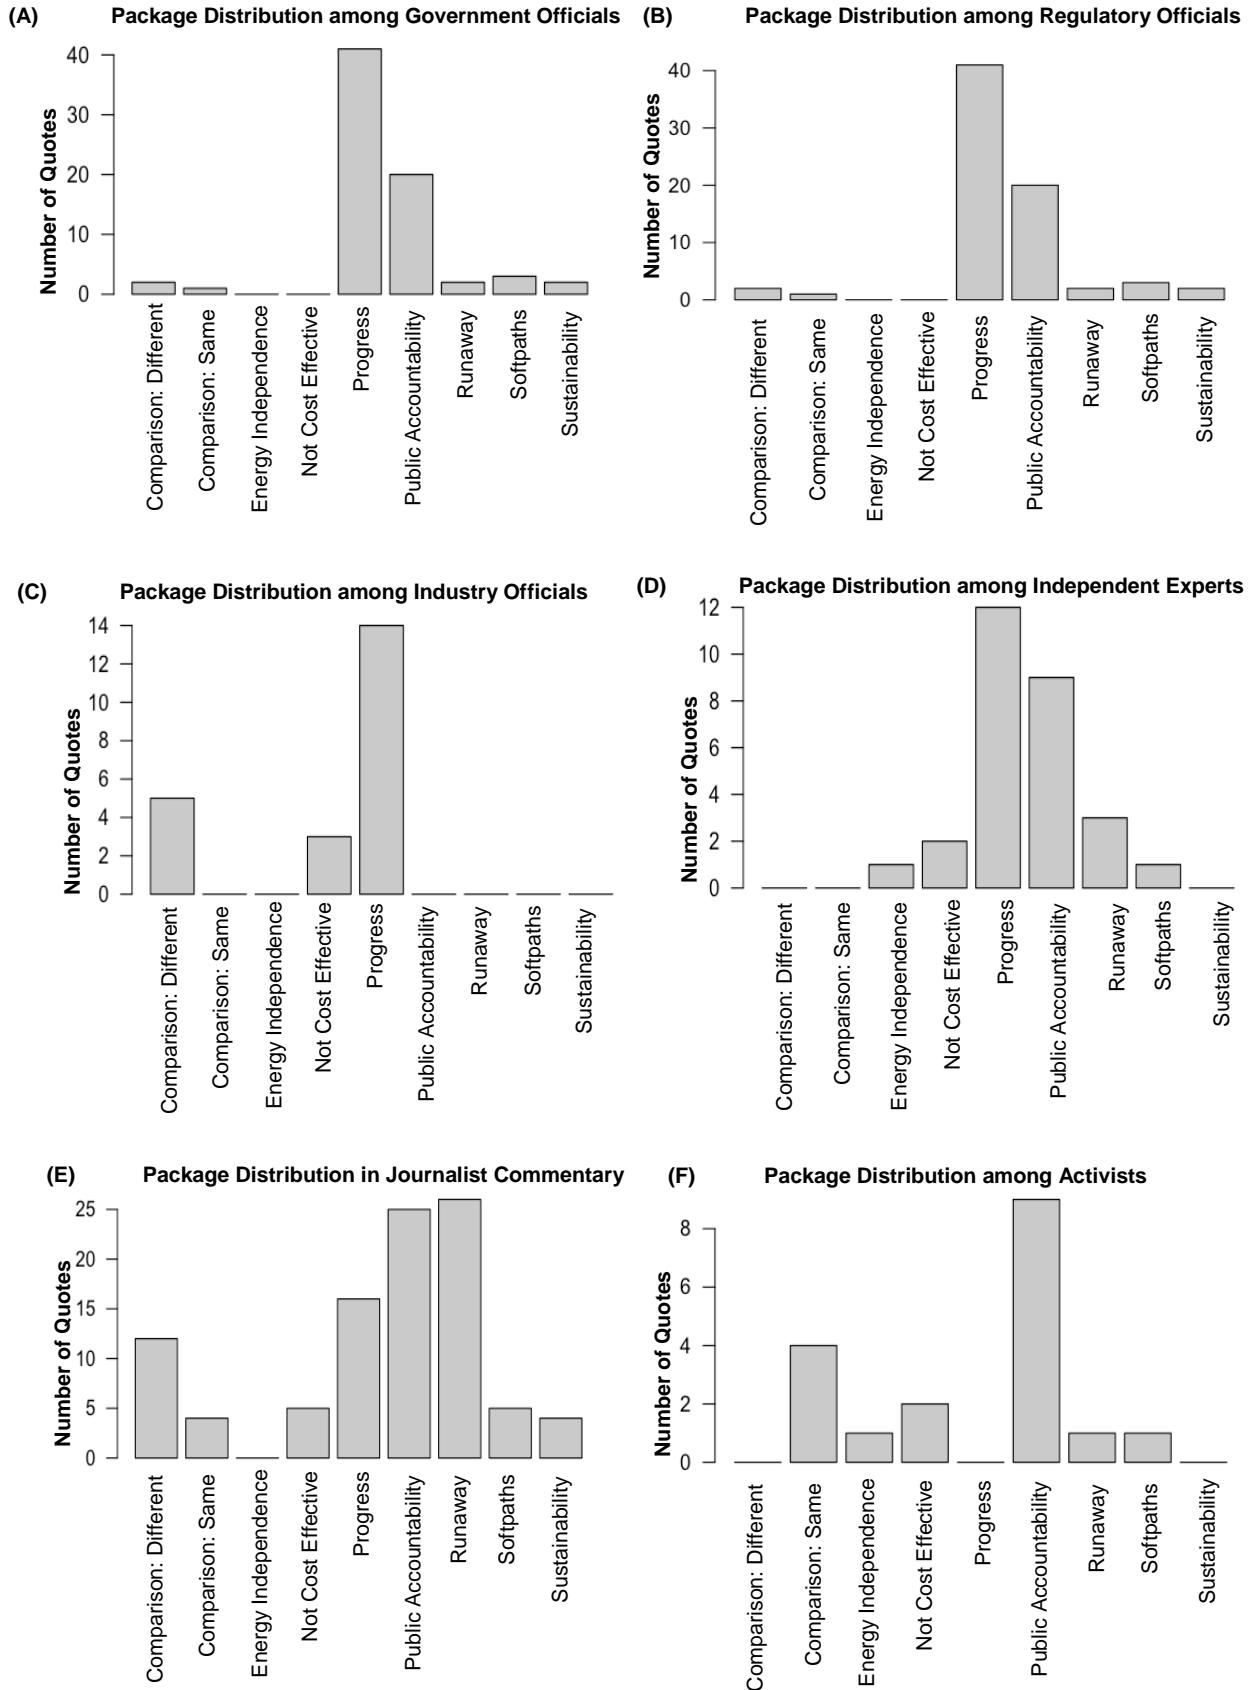 (A) Package Distribution among Government Officials
Number of Quotes
40
30
20
10
0
Comparison: Different
Comparison: Same
Energy Independence
Not Cost Effective
Progress
Public Accountability
Runaway
Softpaths
Sustainability
(B) Package Distribution among Regulatory Officials
Number of Quotes
40
30
20
10
0
Comparison: Different
Comparison: Same
Energy Independence
Not Cost Effective
Progress
Public Accountability
Runaway
Softpaths
Sustainability
(C) Package Distribution among Industry Officials
Number of Quotes
14
12
10
8
6
4
2
0
Comparison: Different
Comparison: Same
Energy Independence
Not Cost Effective
Progress
Public Accountability
Runaway
Softpaths
Sustainability
(D) Package Distribution among Independent Experts
Number of Quotes
12
10
8
6
4
2
0
Comparison: Different
Comparison: Same
Energy Independence
Not Cost Effective
Progress
Public Accountability
Runaway
Softpaths
Sustainability
(E) Package Distribution in Journalist Commentary
Number of Quotes
25
20
15
10
5
0
Comparison: Different
Comparison: Same
Energy Independence
Not Cost Effective
Progress
Public Accountability
Runaway
Softpaths
Sustainability
(F) Package Distribution among Activists
Number of Quotes
8
6
4
2
0
Comparison: Different
Comparison: Same
Energy Independence
Not Cost Effective
Progress
Public Accountability
Runaway
Softpaths
Sustainability